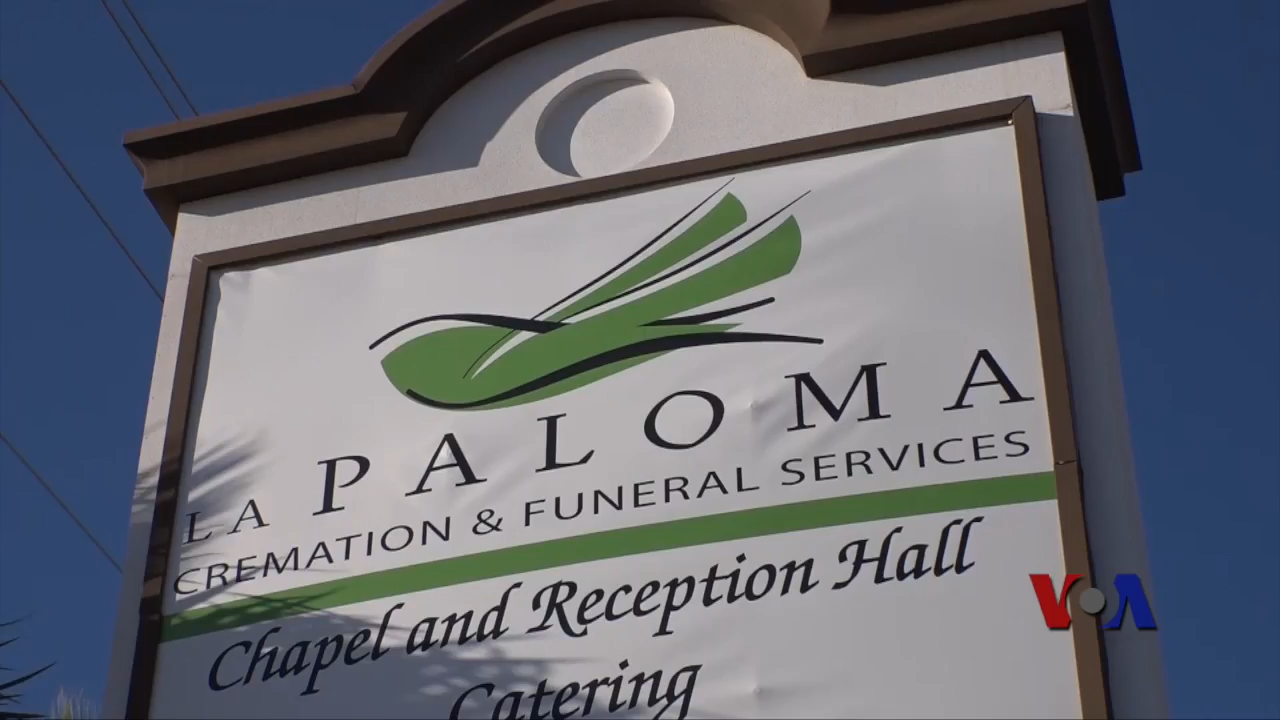 LA PALOMA
CREMATION & FUNERAL SERVICES
Chapel and Reception Hall
Catering
VOA